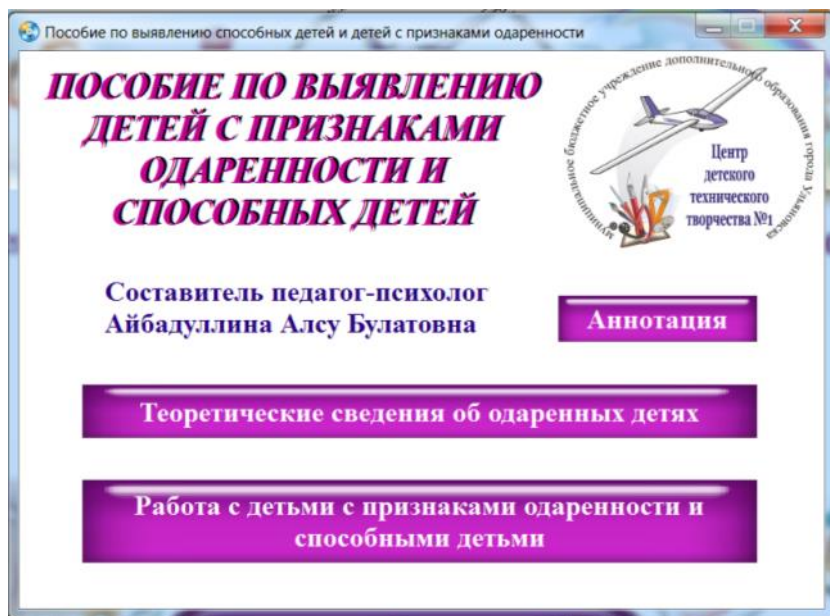 Пособие по выявлению способных детей и детей с признаками одаренности
ПОСОБИЕ ПО ВЫЯВЛЕНИЮ
ДЕТЕЙ С ПРИЗНАКАМИ
ОДАРЕННОСТИ И
СПОСОБНЫХ ДЕТЕЙ
муниципальное бюджетное учреждение дополнительного образования города Ульяновска
Центр
детского
технического
творчества №1
Составитель педагог-психолог
Айбадуллина Алсу Булатовна
Аннотация
Теоретические сведения об одаренных детях
Работа с детьми с признаками одаренности и
способными детьми